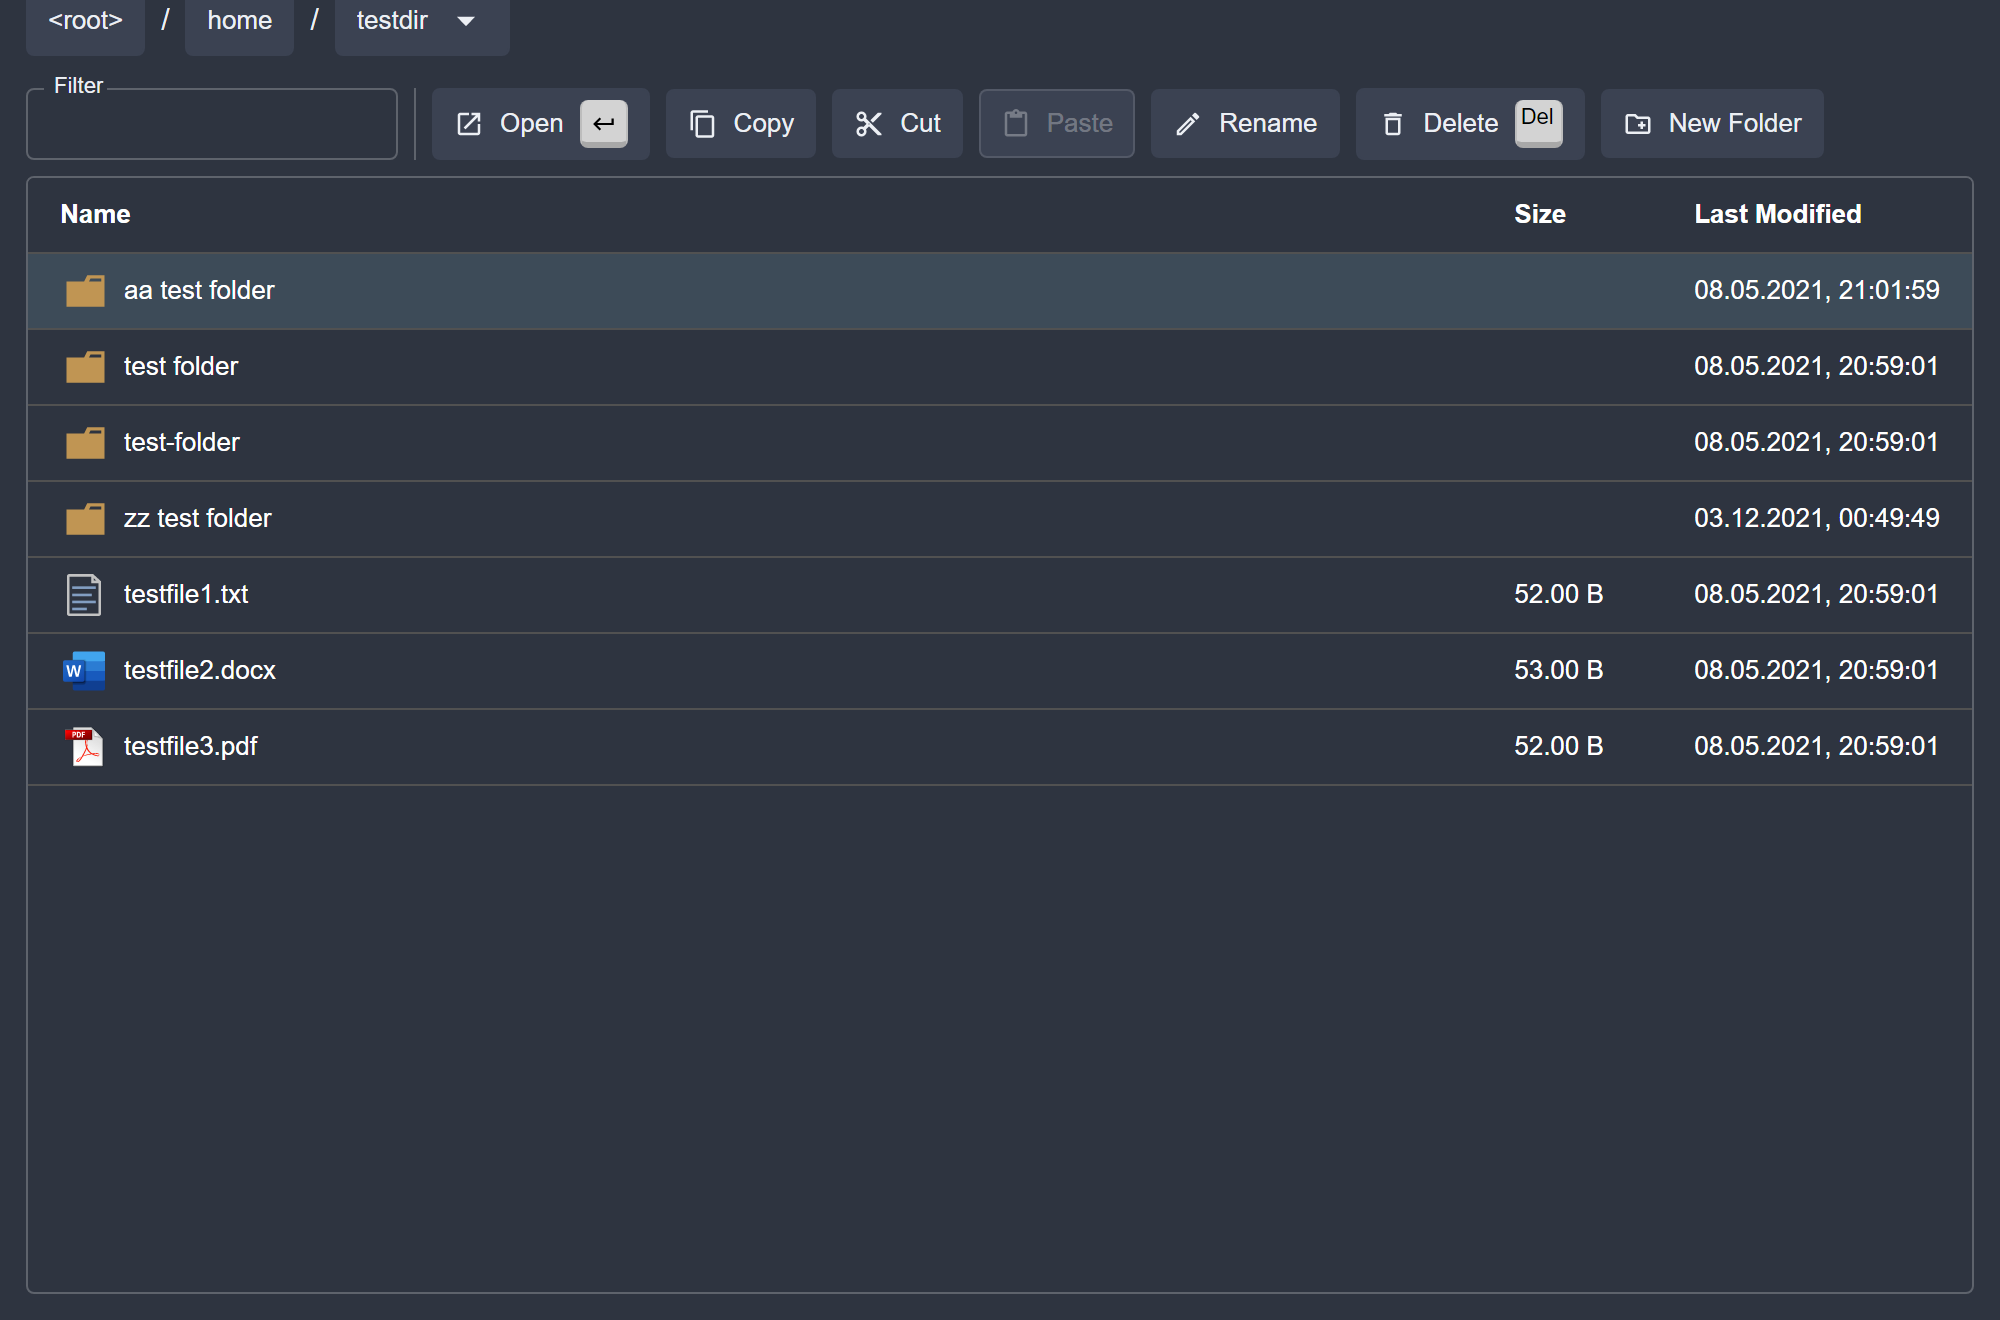 <root> / home / testdir
Filter
Open Copy Cut Paste Rename Delete Del New Folder
Name Size Last Modified
aa test folder 08.05.2021, 21:01:59
test folder 08.05.2021, 20:59:01
test-folder 08.05.2021, 20:59:01
zz test folder 03.12.2021, 00:49:49
testfile1.txt 52.00 B 08.05.2021, 20:59:01
W testfile2.docx 53.00 B 08.05.2021, 20:59:01
PDF testfile3.pdf 52.00 B 08.05.2021, 20:59:01